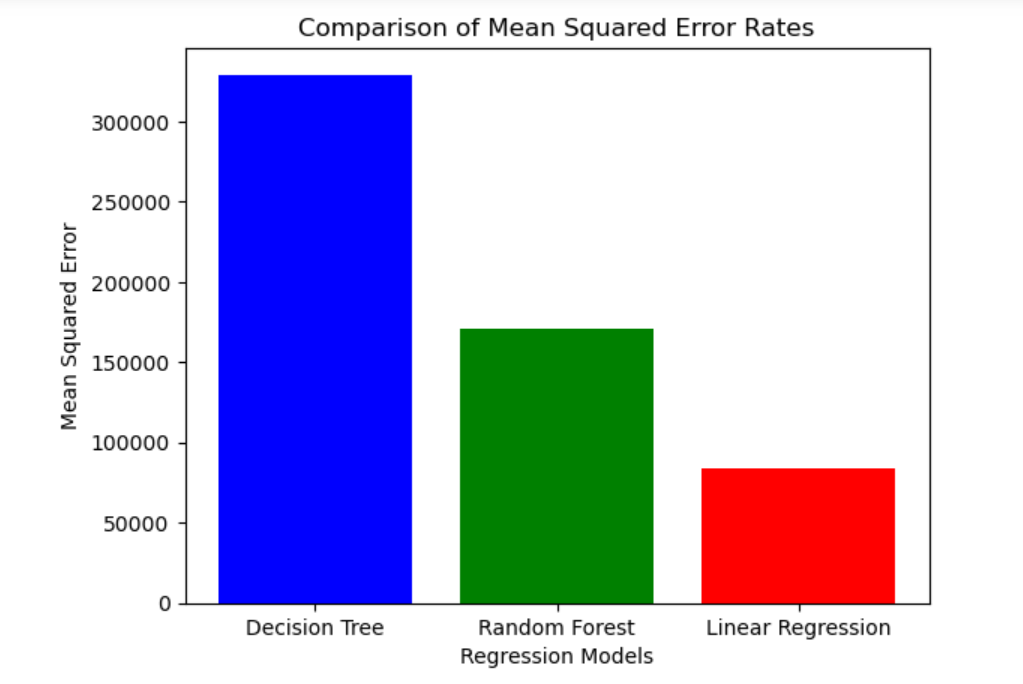 Comparison of Mean Squared Error Rates
Mean Squared Error
300000
250000
200000
150000
100000
50000
0
Decision Tree
Random Forest
Linear Regression
Regression Models